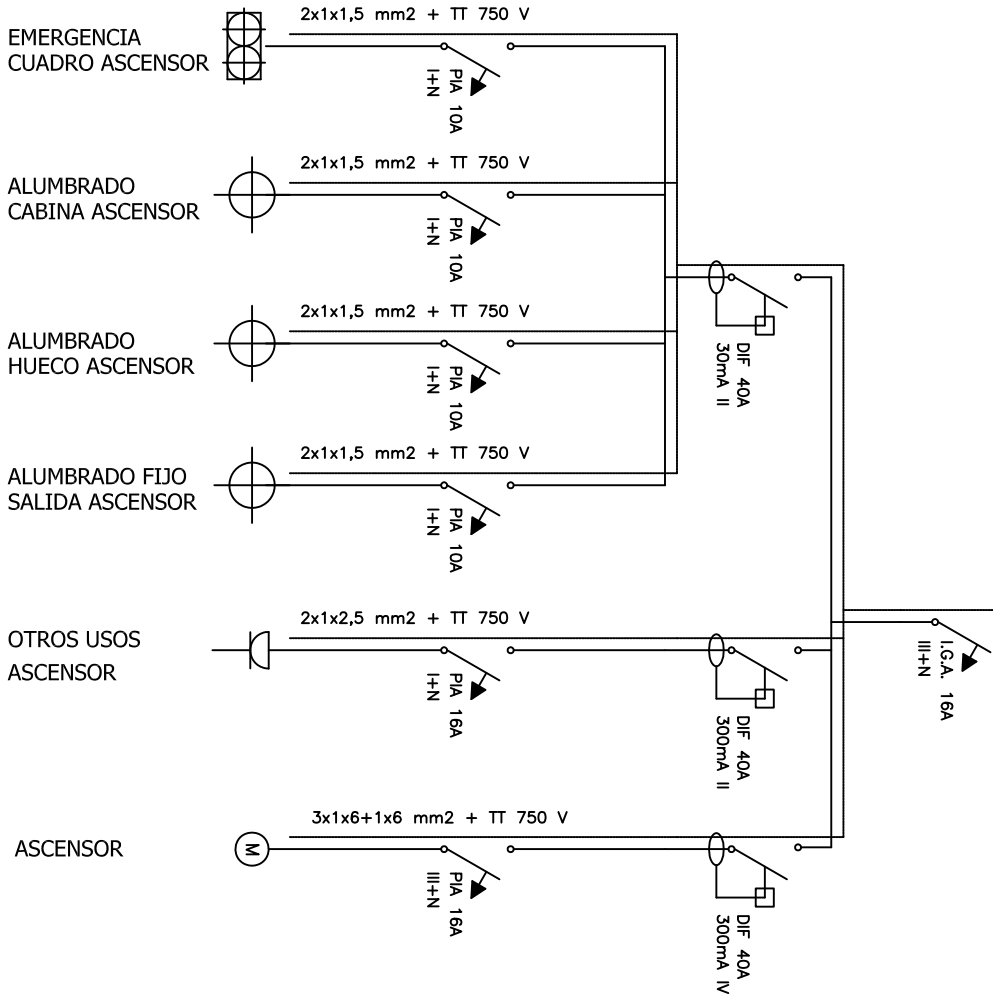 EMERGENCIA
CUADRO ASCENSOR
2x1x1,5 mm2 + TT 750 V
PIA 10A
I+N
ALUMBRADO
CABINA ASCENSOR
2x1x1,5 mm2 + TT 750 V
PIA 10A
I+N
DIF 40A
30mA II
ALUMBRADO
HUECO ASCENSOR
2x1x1,5 mm2 + TT 750 V
PIA 10A
I+N
ALUMBRADO FIJO
SALIDA ASCENSOR
2x1x1,5 mm2 + TT 750 V
PIA 10A
I+N
OTROS USOS
ASCENSOR
2x1x2,5 mm2 + TT 750 V
PIA 16A
I+N
DIF 40A
300mA II
I.G.A. 16A
III+N
ASCENSOR
M
3x1x6+1x6 mm2 + TT 750 V
PIA 16A
III+N
DIF 40A
300mA IV